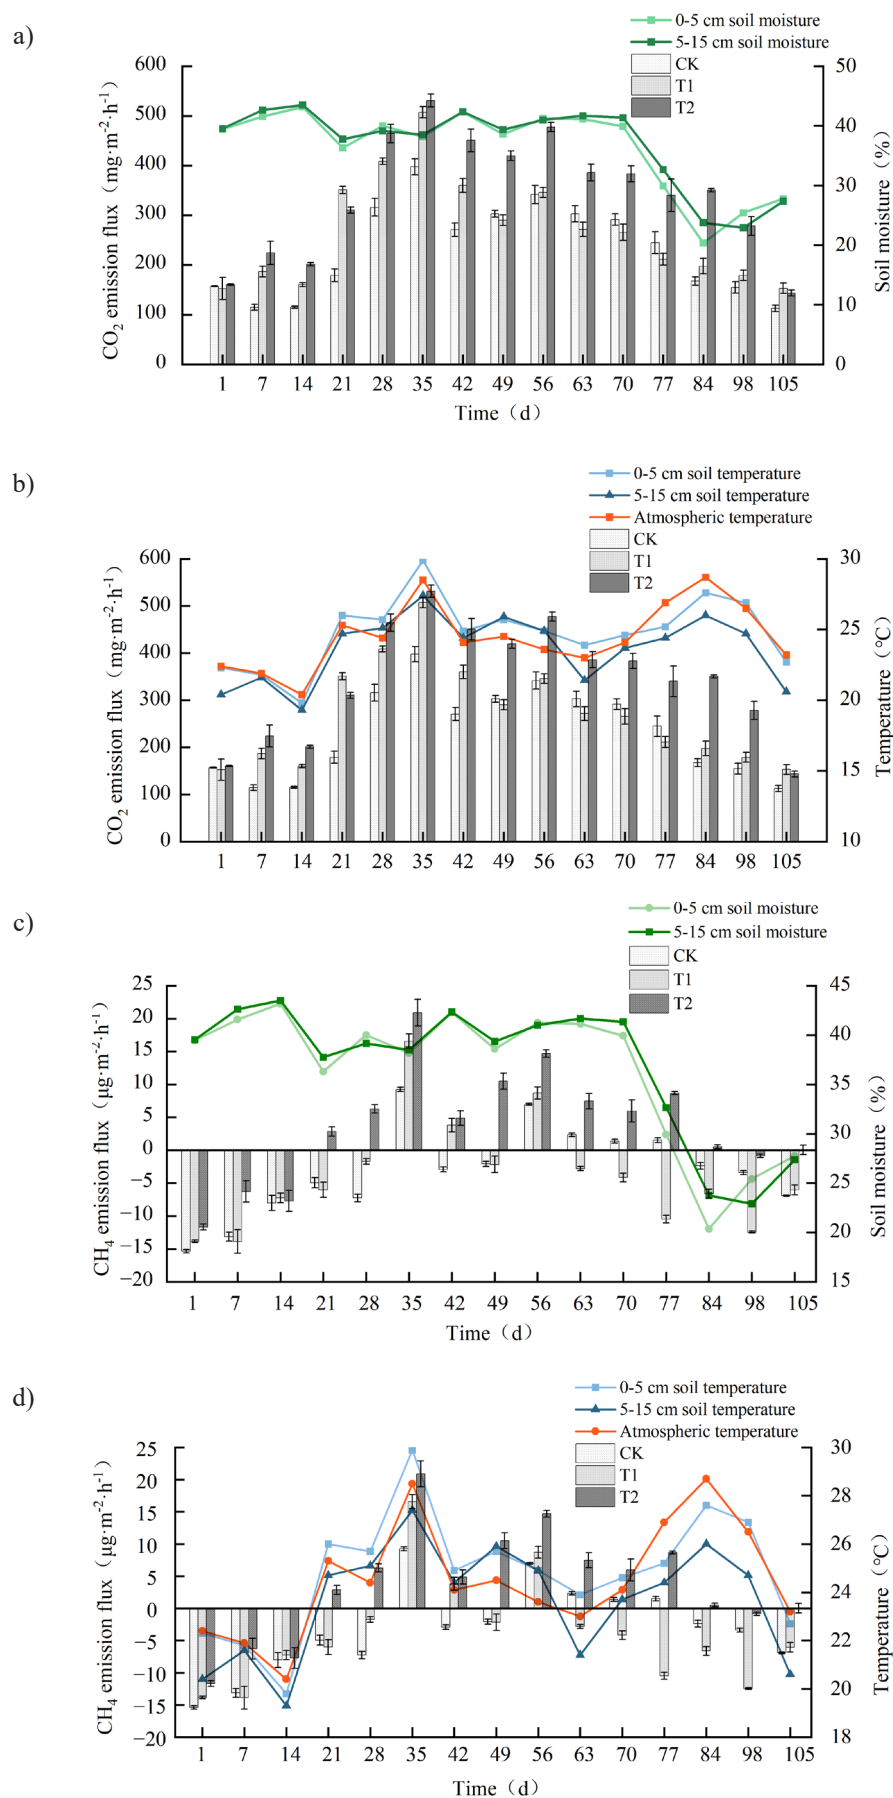 a)
0-5 cm soil moisture
5-15 cm soil moisture
CK
T1
T2
600
500
400
300
200
100
0
CO₂ emission flux（mg·m⁻²·h⁻¹）
50
40
30
20
10
0
Soil moisture（%）
1 7 14 21 28 35 42 49 56 63 70 77 84 98 105
Time（d）
b)
0-5 cm soil temperature
5-15 cm soil temperature
Atmospheric temperature
CK
T1
T2
600
500
400
300
200
100
0
CO₂ emission flux（mg·m⁻²·h⁻¹）
30
25
20
15
10
Temperature（℃）
1 7 14 21 28 35 42 49 56 63 70 77 84 98 105
c)
0-5 cm soil moisture
5-15 cm soil moisture
CK
T1
T2
25
20
15
10
5
0
−5
−10
−15
−20
CH₄ emission flux（μg·m⁻²·h⁻¹）
45
40
35
30
25
20
15
Soil moisture（%）
1 7 14 21 28 35 42 49 56 63 70 77 84 98 105
Time（d）
d)
0-5 cm soil temperature
5-15 cm soil temperature
Atmospheric temperature
CK
T1
T2
25
20
15
10
5
0
−5
−10
−15
−20
CH₄ emission flux（μg·m⁻²·h⁻¹）
30
28
26
24
22
20
18
Temperature（℃）
1 7 14 21 28 35 42 49 56 63 70 77 84 98 105
Time（d）